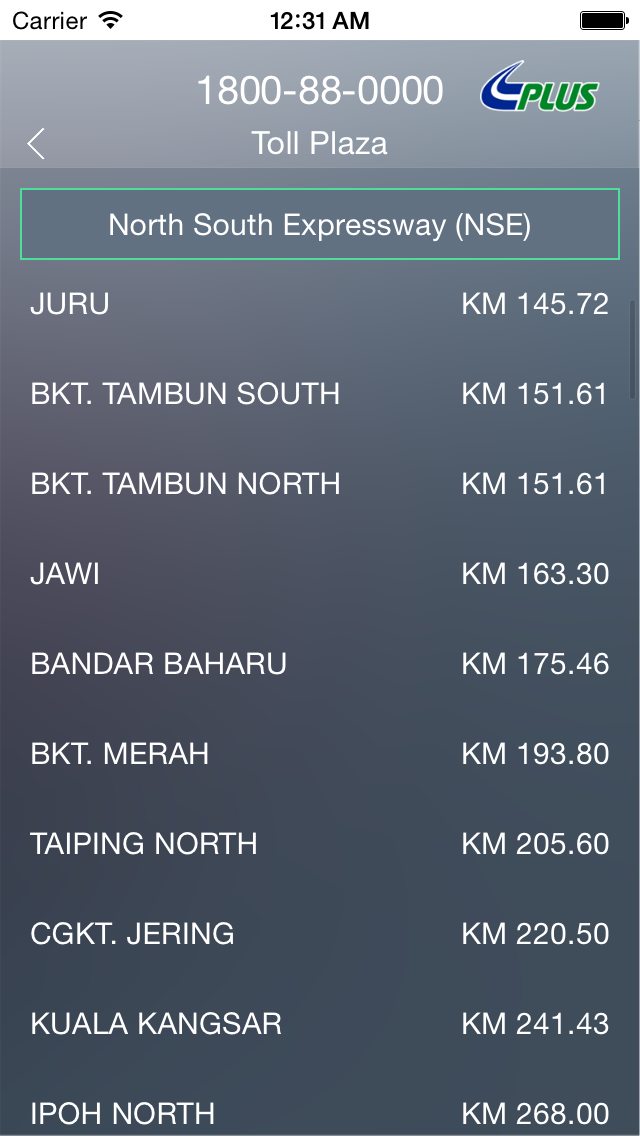 Carrier 12:31 AM
1800-88-0000 PLUS
Toll Plaza
North South Expressway (NSE)
JURU KM 145.72
BKT. TAMBUN SOUTH KM 151.61
BKT. TAMBUN NORTH KM 151.61
JAWI KM 163.30
BANDAR BAHARU KM 175.46
BKT. MERAH KM 193.80
TAIPING NORTH KM 205.60
CGKT. JERING KM 220.50
KUALA KANGSAR KM 241.43
IPOH NORTH KM 268.00